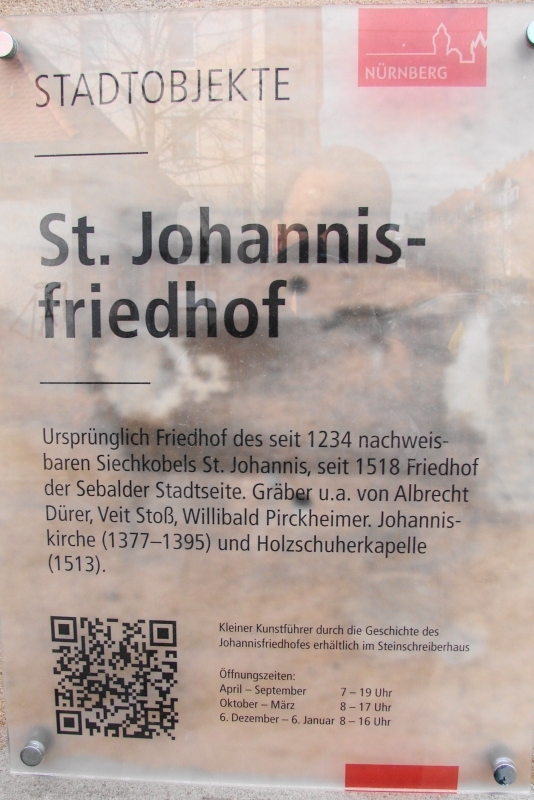 STADTOBJEKTE
NÜRNBERG
St. Johannis-
friedhof
Ursprünglich Friedhof des seit 1234 nachweis-
baren Siechkobels St. Johannis, seit 1518 Friedhof
der Sebalder Stadtseite. Gräber u.a. von Albrecht
Dürer, Veit Stoß, Willibald Pirckheimer. Johannis-
kirche (1377–1395) und Holzschuherkapelle
(1513).
Kleiner Kunstführer durch die Geschichte des
Johannisfriedhofes erhältlich im Steinschreiberhaus
Öffnungszeiten:
April – September 7 – 19 Uhr
Oktober – März 8 – 17 Uhr
6. Dezember – 6. Januar 8 – 16 Uhr